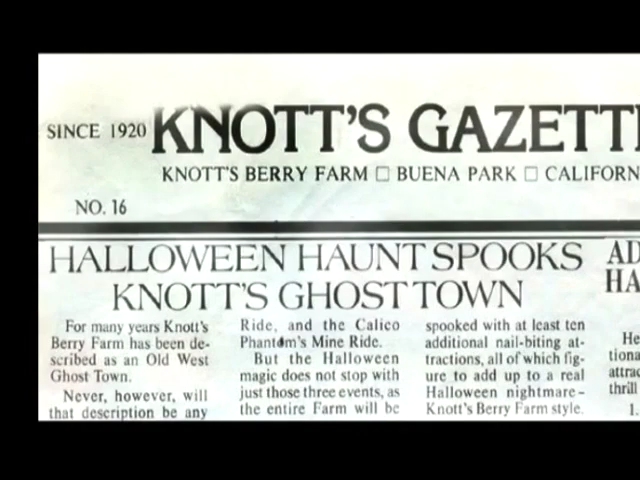 SINCE 1920 KNOTT'S GAZETT
KNOTT'S BERRY FARM □ BUENA PARK □ CALIFORN
NO. 16
HALLOWEEN HAUNT SPOOKS
KNOTT'S GHOST TOWN
For many years Knott's
Berry Farm has been de-
scribed as an Old West
Ghost Town.
Never, however, will
that description be any
Ride, and the Calico
Phantom's Mine Ride.
But the Halloween
magic does not stop with
just those three events, as
the entire Farm will be
spooked with at least ten
additional nail-biting at-
tractions, all of which fig-
ure to add up to a real
Halloween nightmare–
Knott's Berry Farm style.
AD
HA
He
tiona
attrac
thrill
1.